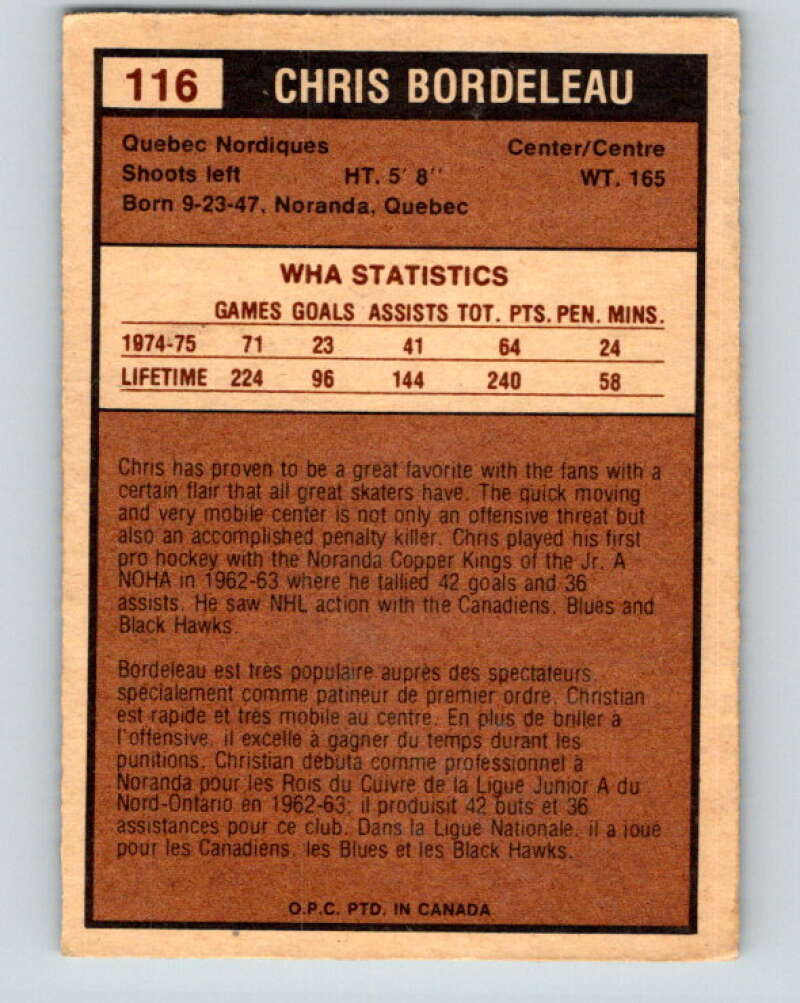 116 CHRIS BORDELEAU
Quebec Nordiques Center/Centre
Shoots left HT. 5' 8'' WT. 165
Born 9-23-47, Noranda, Quebec
WHA STATISTICS
GAMES GOALS ASSISTS TOT. PTS. PEN. MINS.
1974-75 71 23 41 64 24
LIFETIME 224 96 144 240 58
Chris has proven to be a great favorite with the fans with a
certain flair that all great skaters have. The quick moving
and very mobile center is not only an offensive threat but
also an accomplished penalty killer. Chris played his first
pro hockey with the Noranda Copper Kings of the Jr. A
NOHA in 1962-63 where he tallied 42 goals and 36
assists. He saw NHL action with the Canadiens, Blues and
Black Hawks.
Bordeleau est très populaire auprès des spectateurs,
spécialement comme patineur de premier ordre. Christian
est rapide et très mobile au centre. En plus de briller à
l'offensive, il excelle à gagner du temps durant les
punitions. Christian débuta comme professionnel à
Noranda pour les Rois du Cuivre de la Ligue Junior A du
Nord-Ontario en 1962-63; il produisit 42 buts et 36
assistances pour ce club. Dans la Ligue Nationale, il a joué
pour les Canadiens, les Blues et les Black Hawks.
O.P.C. PTD. IN CANADA